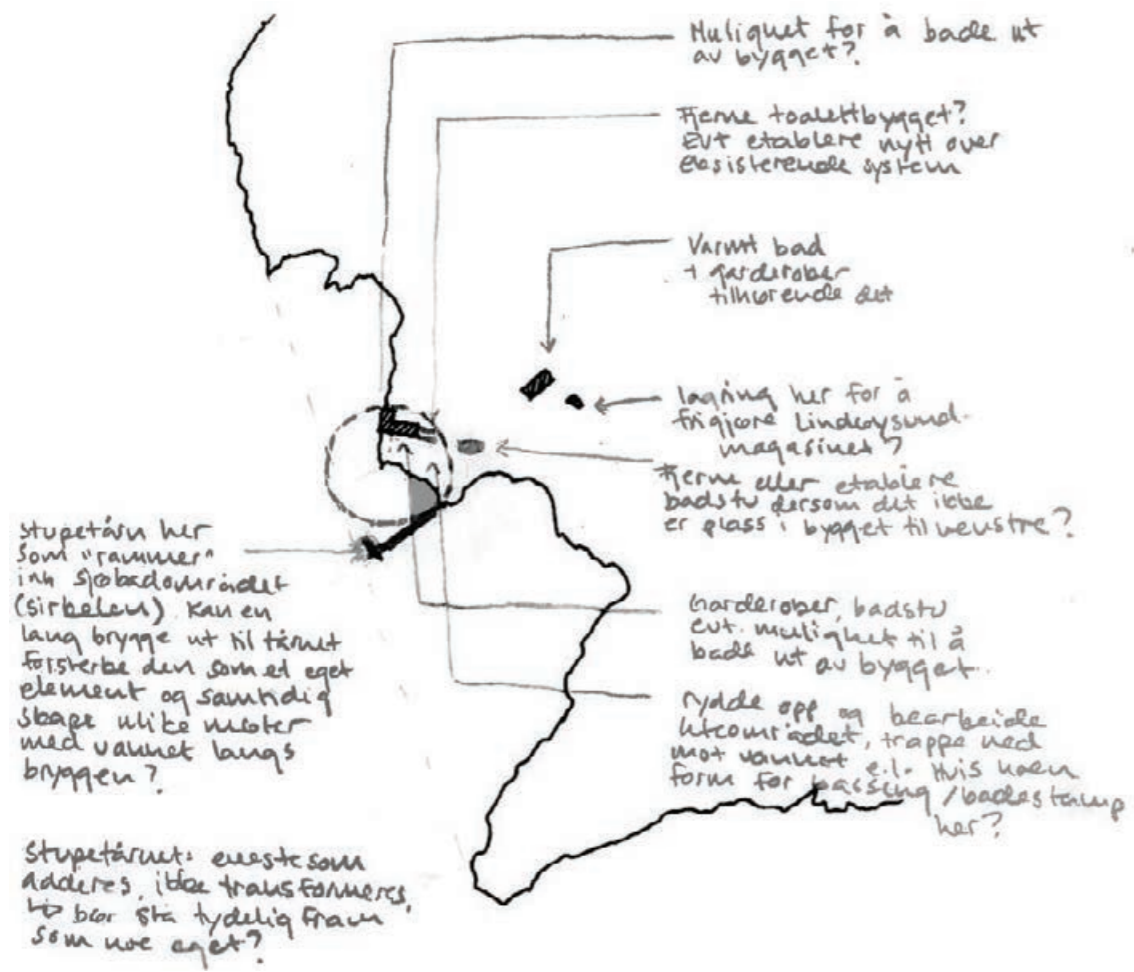 Mulighet for å bade ut
av bygget?
Fjerne toalettbygget?
Evt etablere nytt over
eksisterende system
Varmt bad
+ garderober
tilhørende det
lagring her for å
frigjøre Lindøysund-
magasinet?
Fjerne eller etablere
badstu dersom det ikke
er plass i bygget til venstre?
Garderober, badstu
evt. mulighet til å
bade ut av bygget.
rydde opp og bearbeide
uteområdet, trappe ned
mot vannet e.l. Hvis noen
form for basseng/badestamp
her?
Stupetårn her
som "rammer"
inn sjøbadområdet
(sirkelen). Kan en
lang brygge ut til tårnet
forsterke den som et eget
element og samtidig
skape ulike møter
med vannet langs
bryggen?
Stupetårnet: eneste som
adderes, ikke transformeres,
↳ bør stå tydelig fram
som noe eget?